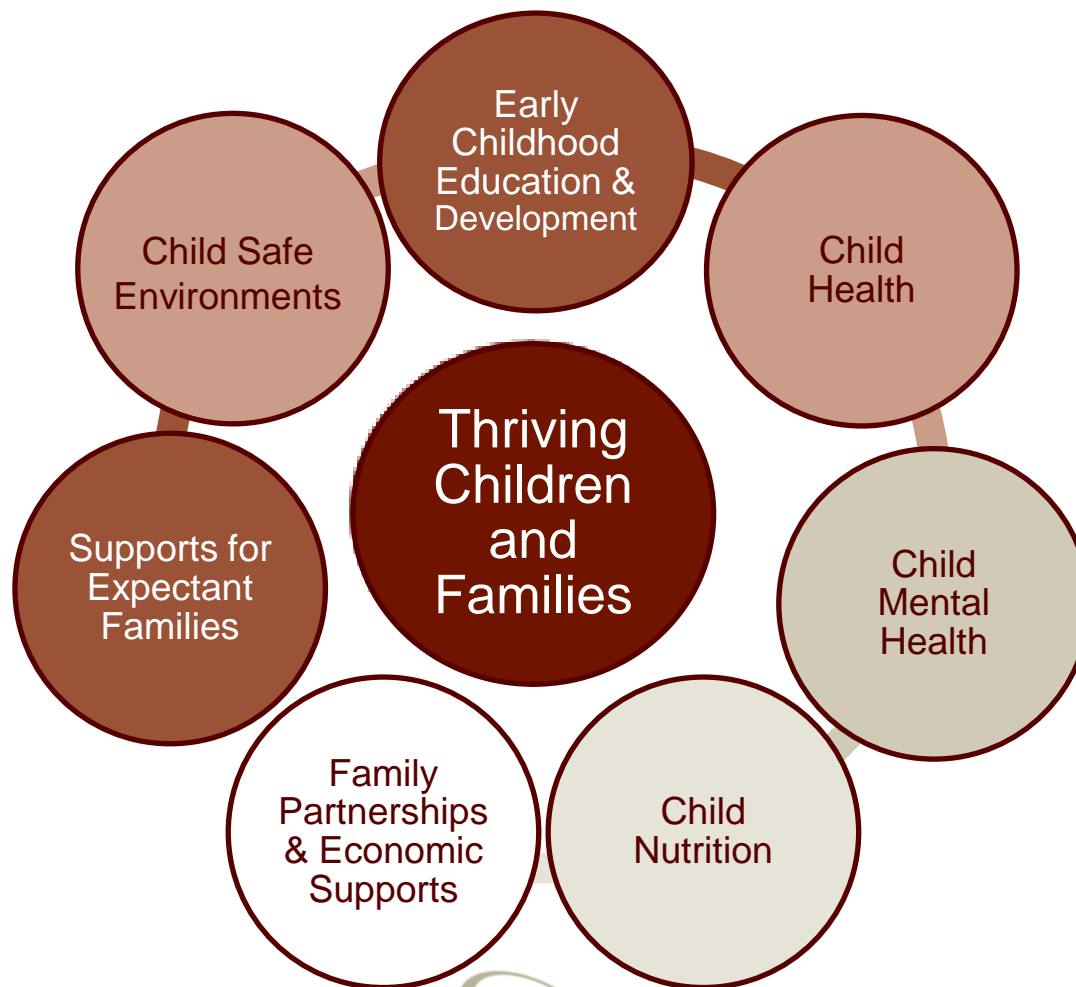 Early
Childhood
Education &
Development
Child
Health
Child
Mental
Health
Child
Nutrition
Family
Partnerships
& Economic
Supports
Supports for
Expectant
Families
Child Safe
Environments
Thriving
Children
and
Families